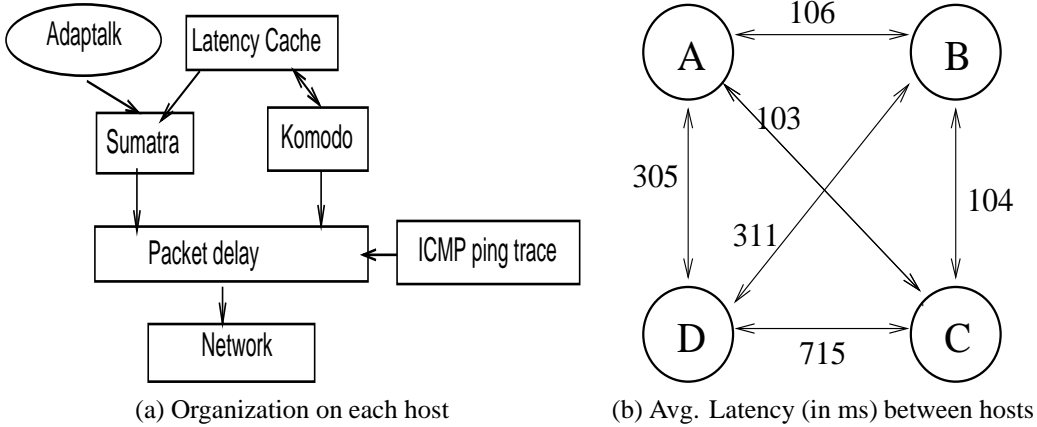 Adaptalk
Latency Cache
Sumatra
Komodo
Packet delay
ICMP ping trace
Network
(a) Organization on each host
A
106
B
103
305
104
311
D
715
C
(b) Avg. Latency (in ms) between hosts